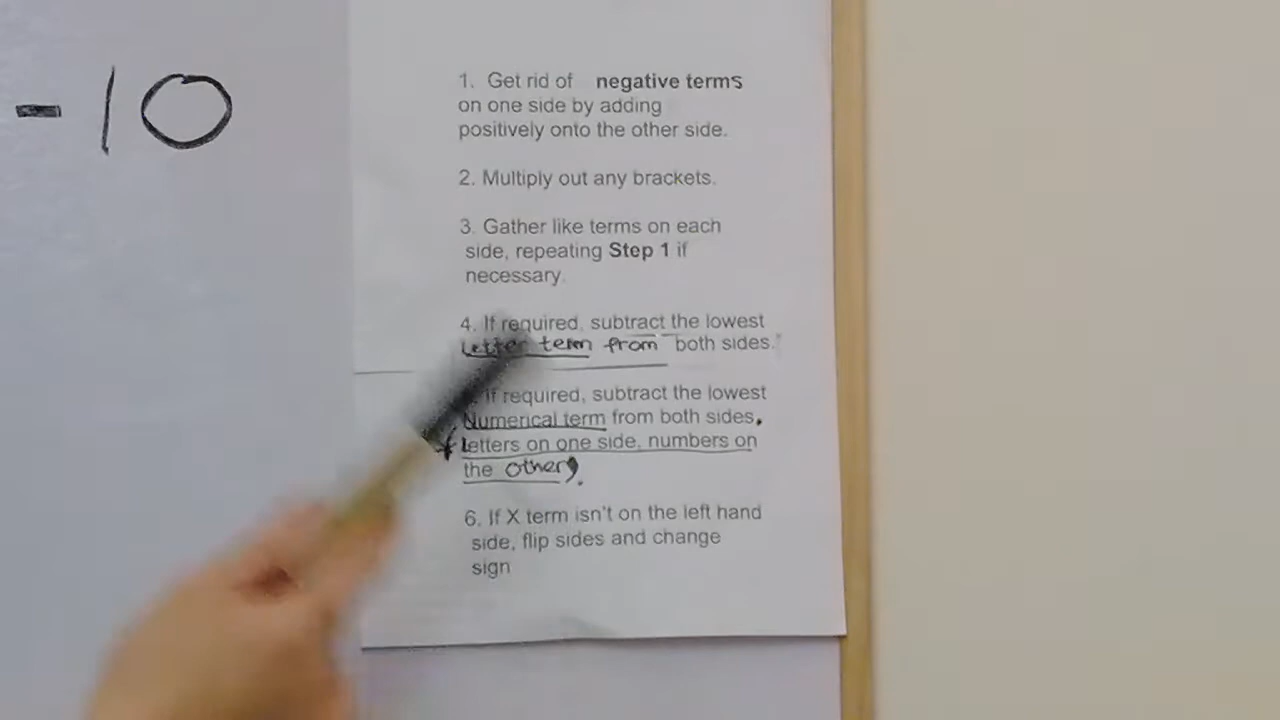 -10
1. Get rid of negative terms
on one side by adding
positively onto the other side.
2. Multiply out any brackets.
3. Gather like terms on each
side, repeating Step 1 if
necessary.
4. If required, subtract the lowest
Letter term from both sides.
If required, subtract the lowest
Numerical term from both sides.
letters on one side, numbers on
the other).
6. If X term isn't on the left hand
side, flip sides and change
sign